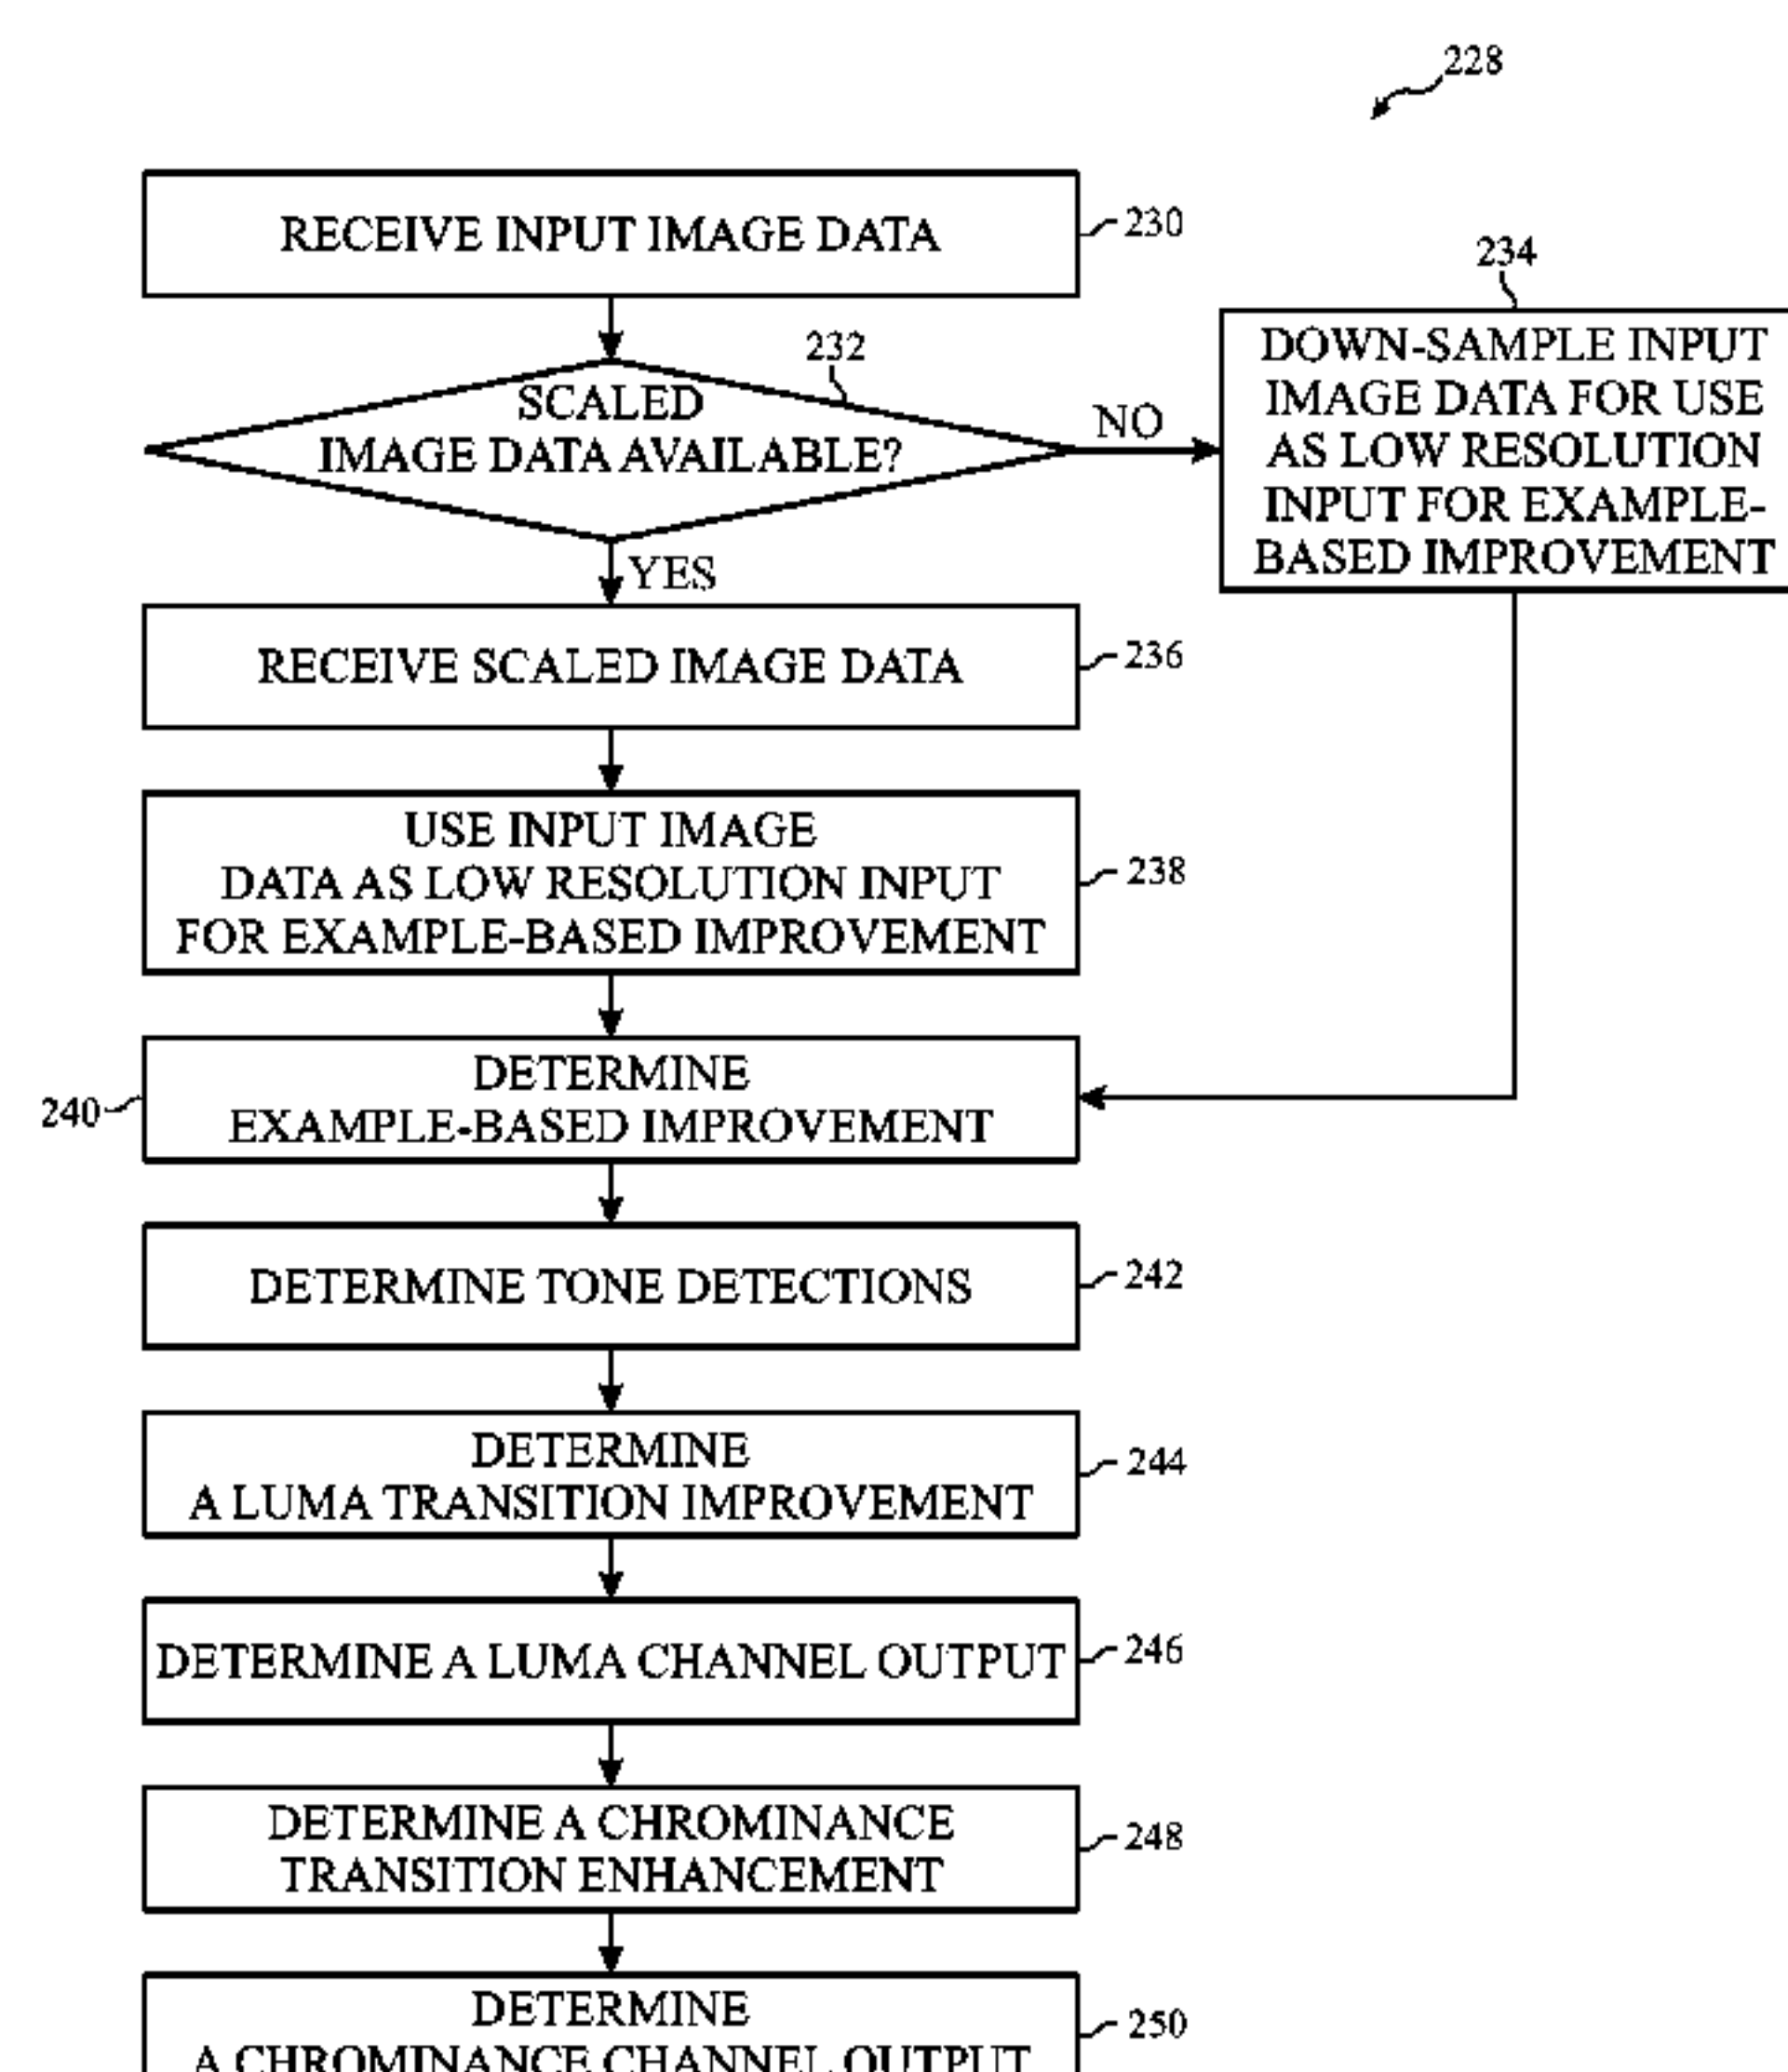 228
RECEIVE INPUT IMAGE DATA
230
232
SCALED
IMAGE DATA AVAILABLE?
NO
YES
234
DOWN-SAMPLE INPUT
IMAGE DATA FOR USE
AS LOW RESOLUTION
INPUT FOR EXAMPLE-
BASED IMPROVEMENT
RECEIVE SCALED IMAGE DATA
236
USE INPUT IMAGE
DATA AS LOW RESOLUTION INPUT
FOR EXAMPLE-BASED IMPROVEMENT
238
240
DETERMINE
EXAMPLE-BASED IMPROVEMENT
DETERMINE TONE DETECTIONS
242
DETERMINE
A LUMA TRANSITION IMPROVEMENT
244
DETERMINE A LUMA CHANNEL OUTPUT
246
DETERMINE A CHROMINANCE
TRANSITION ENHANCEMENT
248
DETERMINE
A CHROMINANCE CHANNEL OUTPUT
250